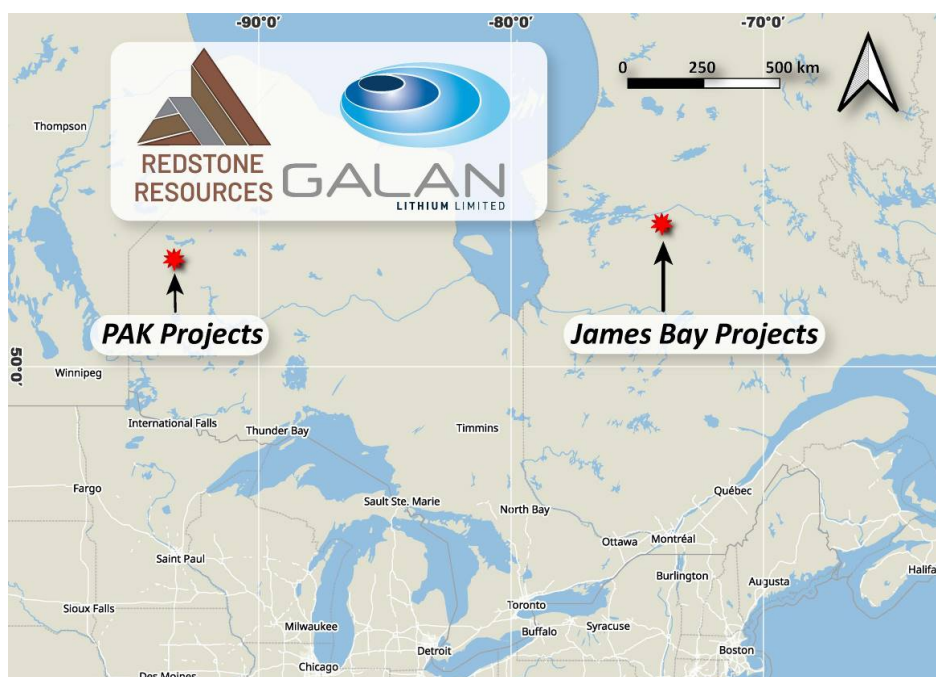 -90°0' -80°0' -70°0'
0 250 500 km
REDSTONE
RESOURCES
GALAN
LITHIUM LIMITED
Thompson
PAK Projects
James Bay Projects
50°0'
Winnipeg
International Falls
Thunder Bay
Timmins
Fargo
Québec
Sault Ste. Marie
North Bay
Ottawa
Montréal
Saint Paul
Burlington
Augusta
Halifa
Sioux Falls
Toronto
Milwaukee
Buffalo
Syracuse
Detroit
Boston
Chicago
Des Moines